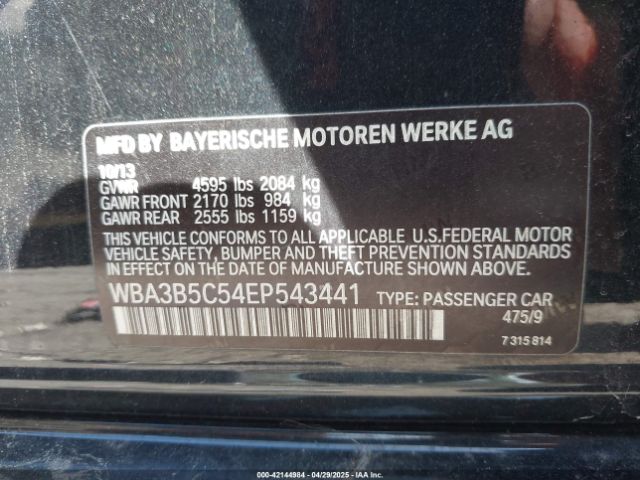 MFD BY BAYERISCHE MOTOREN WERKE AG
10/13
GVWR 4595 lbs 2084 kg
GAWR FRONT 2170 lbs 984 kg
GAWR REAR 2555 lbs 1159 kg
THIS VEHICLE CONFORMS TO ALL APPLICABLE U.S.FEDERAL MOTOR
VEHICLE SAFETY, BUMPER AND THEFT PREVENTION STANDARDS
IN EFFECT ON THE DATE OF MANUFACTURE SHOWN ABOVE.
WBA3B5C54EP543441 TYPE: PASSENGER CAR
475/9
7 315 814
000-42144984 - 04/29/2025 - IAA Inc.